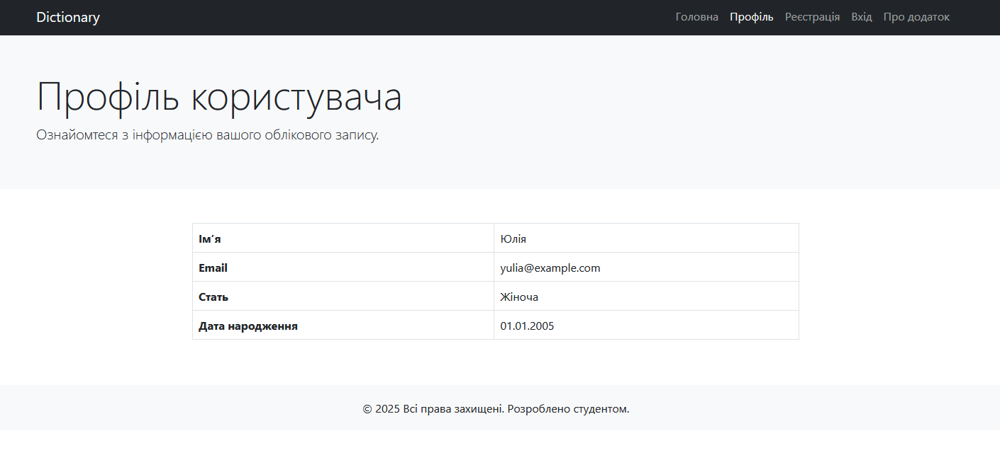 Dictionary Головна Профіль Реєстрація Вхід Про додаток
Профіль користувача
Ознайомтеся з інформацією вашого облікового запису.
Ім’я Юлія
Email yulia@example.com
Стать Жіноча
Дата народження 01.01.2005
© 2025 Всі права захищені. Розроблено студентом.